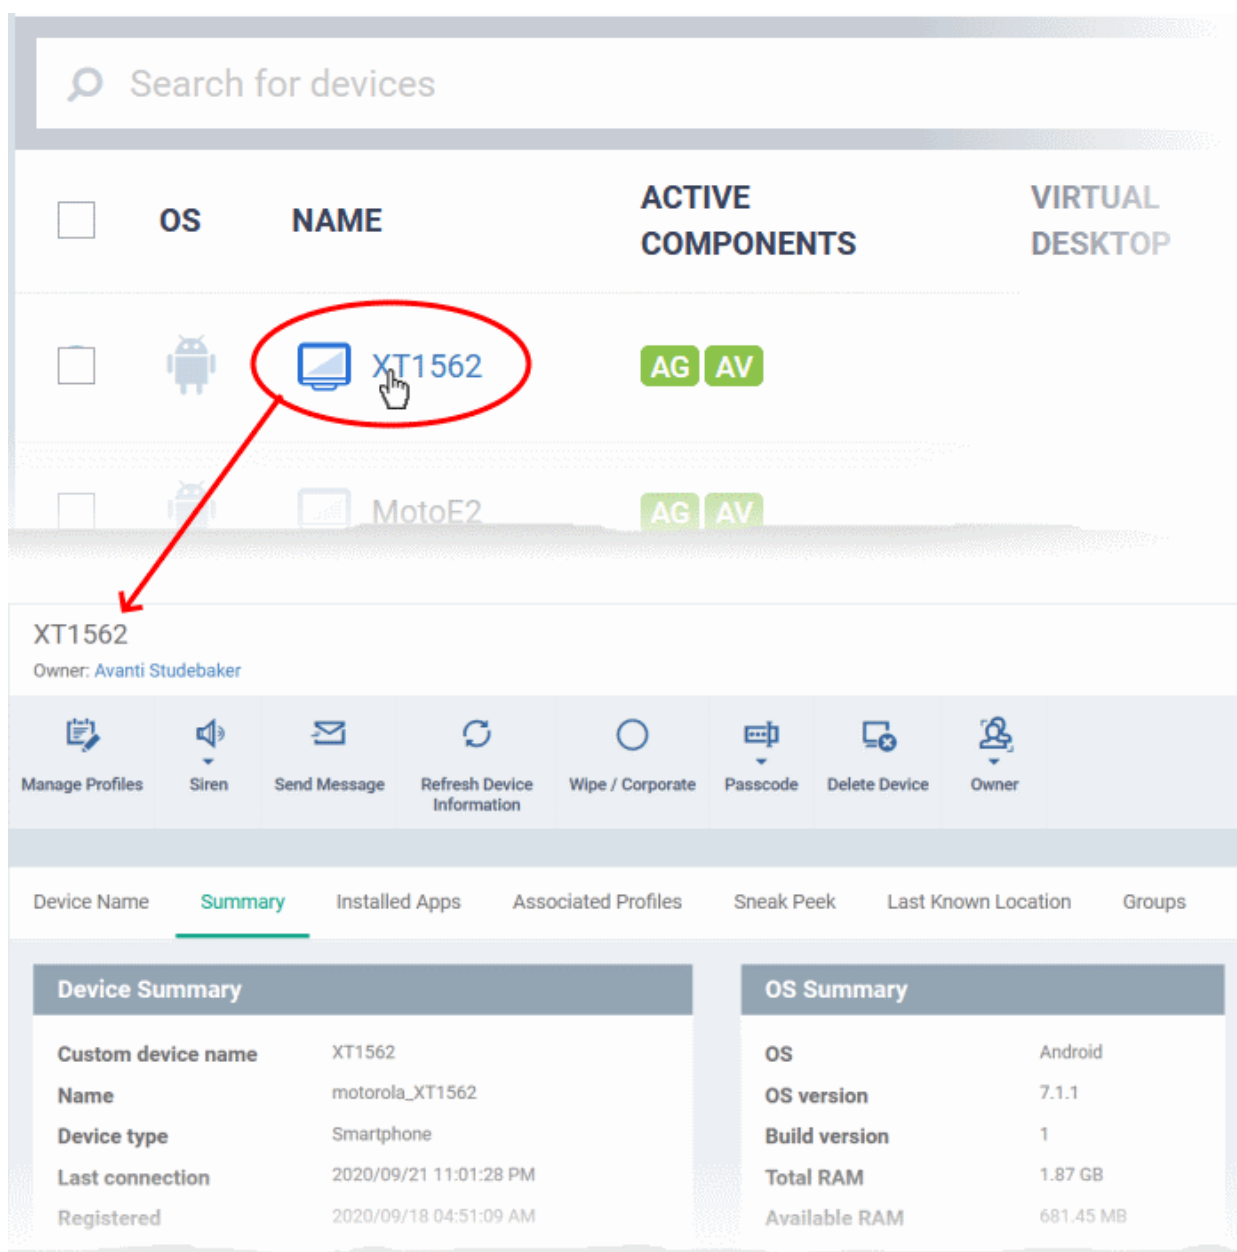 Search for devices
OS NAME ACTIVE COMPONENTS VIRTUAL DESKTOP
XT1562 AG AV
MotoE2 AG AV
XT1562
Owner: Avanti Studebaker
Manage Profiles Siren Send Message Refresh Device Information Wipe / Corporate Passcode Delete Device Owner
Device Name Summary Installed Apps Associated Profiles Sneak Peek Last Known Location Groups
Device Summary
Custom device name XT1562
Name motorola_XT1562
Device type Smartphone
Last connection 2020/09/21 11:01:28 PM
Registered 2020/09/18 04:51:09 AM
OS Summary
OS Android
OS version 7.1.1
Build version 1
Total RAM 1.87 GB
Available RAM 681.45 MB